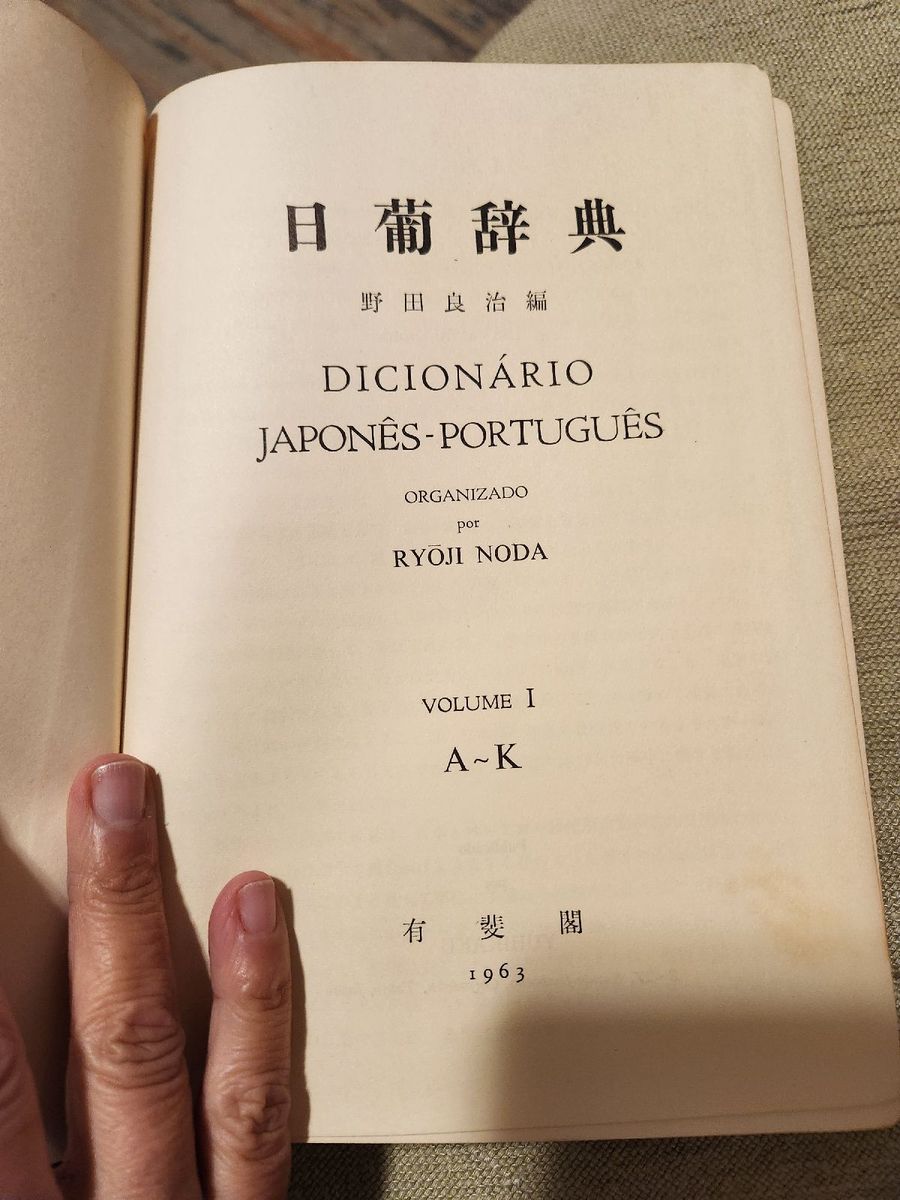 日葡辞典
野田良治編
DICIONÁRIO
JAPONÊS-PORTUGUÊS
ORGANIZADO
por
RYŌJI NODA
VOLUME I
A~K
有斐閣
1963